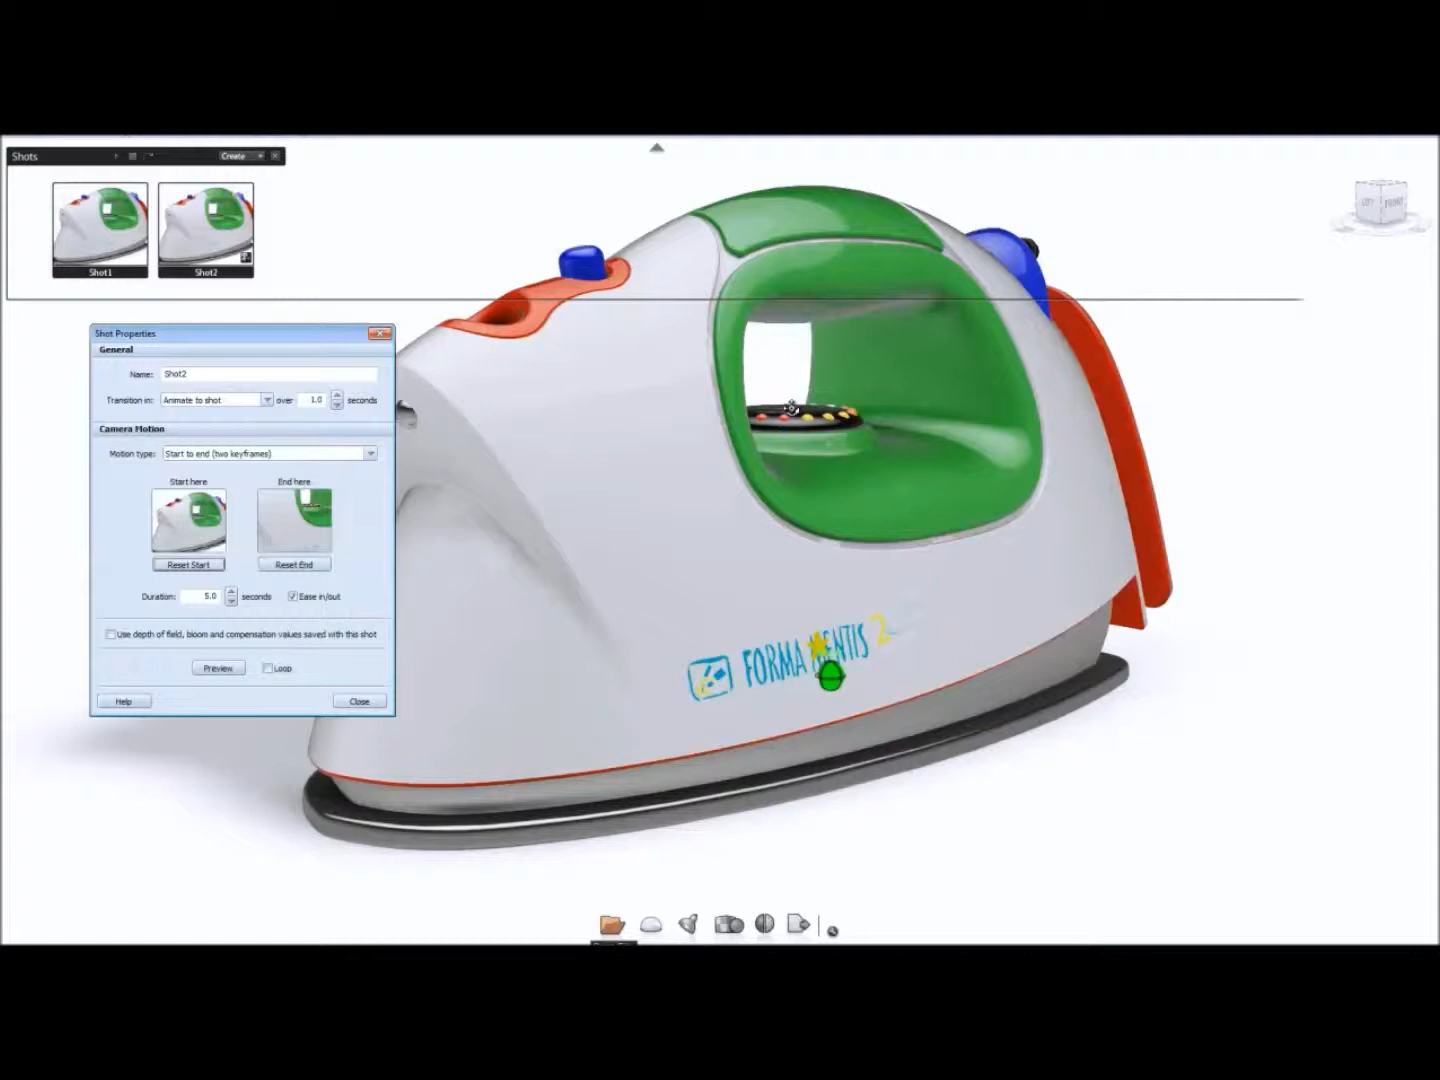 Shots
Create
Shot1
Shot2
Shot Properties
General
Name: Shot2
Transition in: Animate to shot over 1.0 seconds
Camera Motion
Motion type: Start to end (two keyframes)
Start here
End here
Reset Start
Reset End
Duration: 5.0 seconds Ease in/out
Use depth of field, bloom and compensation values saved with this shot
Preview
Loop
Help
Close
LEFT
FRONT
FORMA MENTIS 2